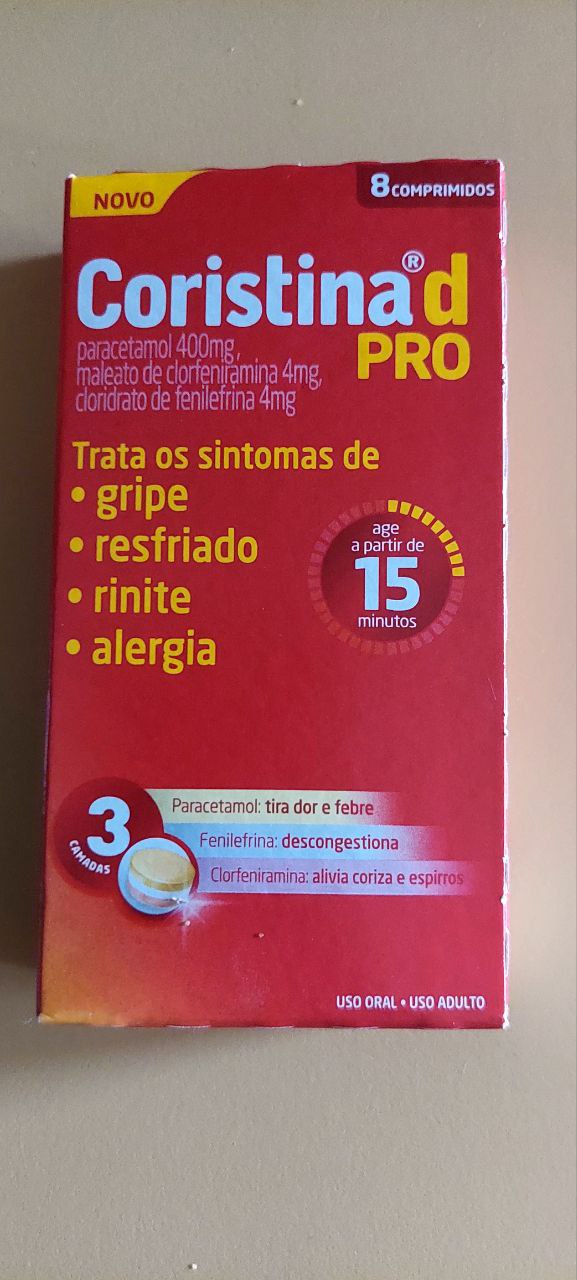 NOVO
8 COMPRIMIDOS
Coristina® d
PRO
paracetamol 400mg,
maleato de clorfeniramina 4mg,
cloridrato de fenilefrina 4mg
Trata os sintomas de
• gripe
• resfriado
• rinite
• alergia
age
a partir de
15
minutos
3
CAMADAS
Paracetamol: tira dor e febre
Fenilefrina: descongestiona
Clorfeniramina: alivia coriza e espirros
USO ORAL • USO ADULTO